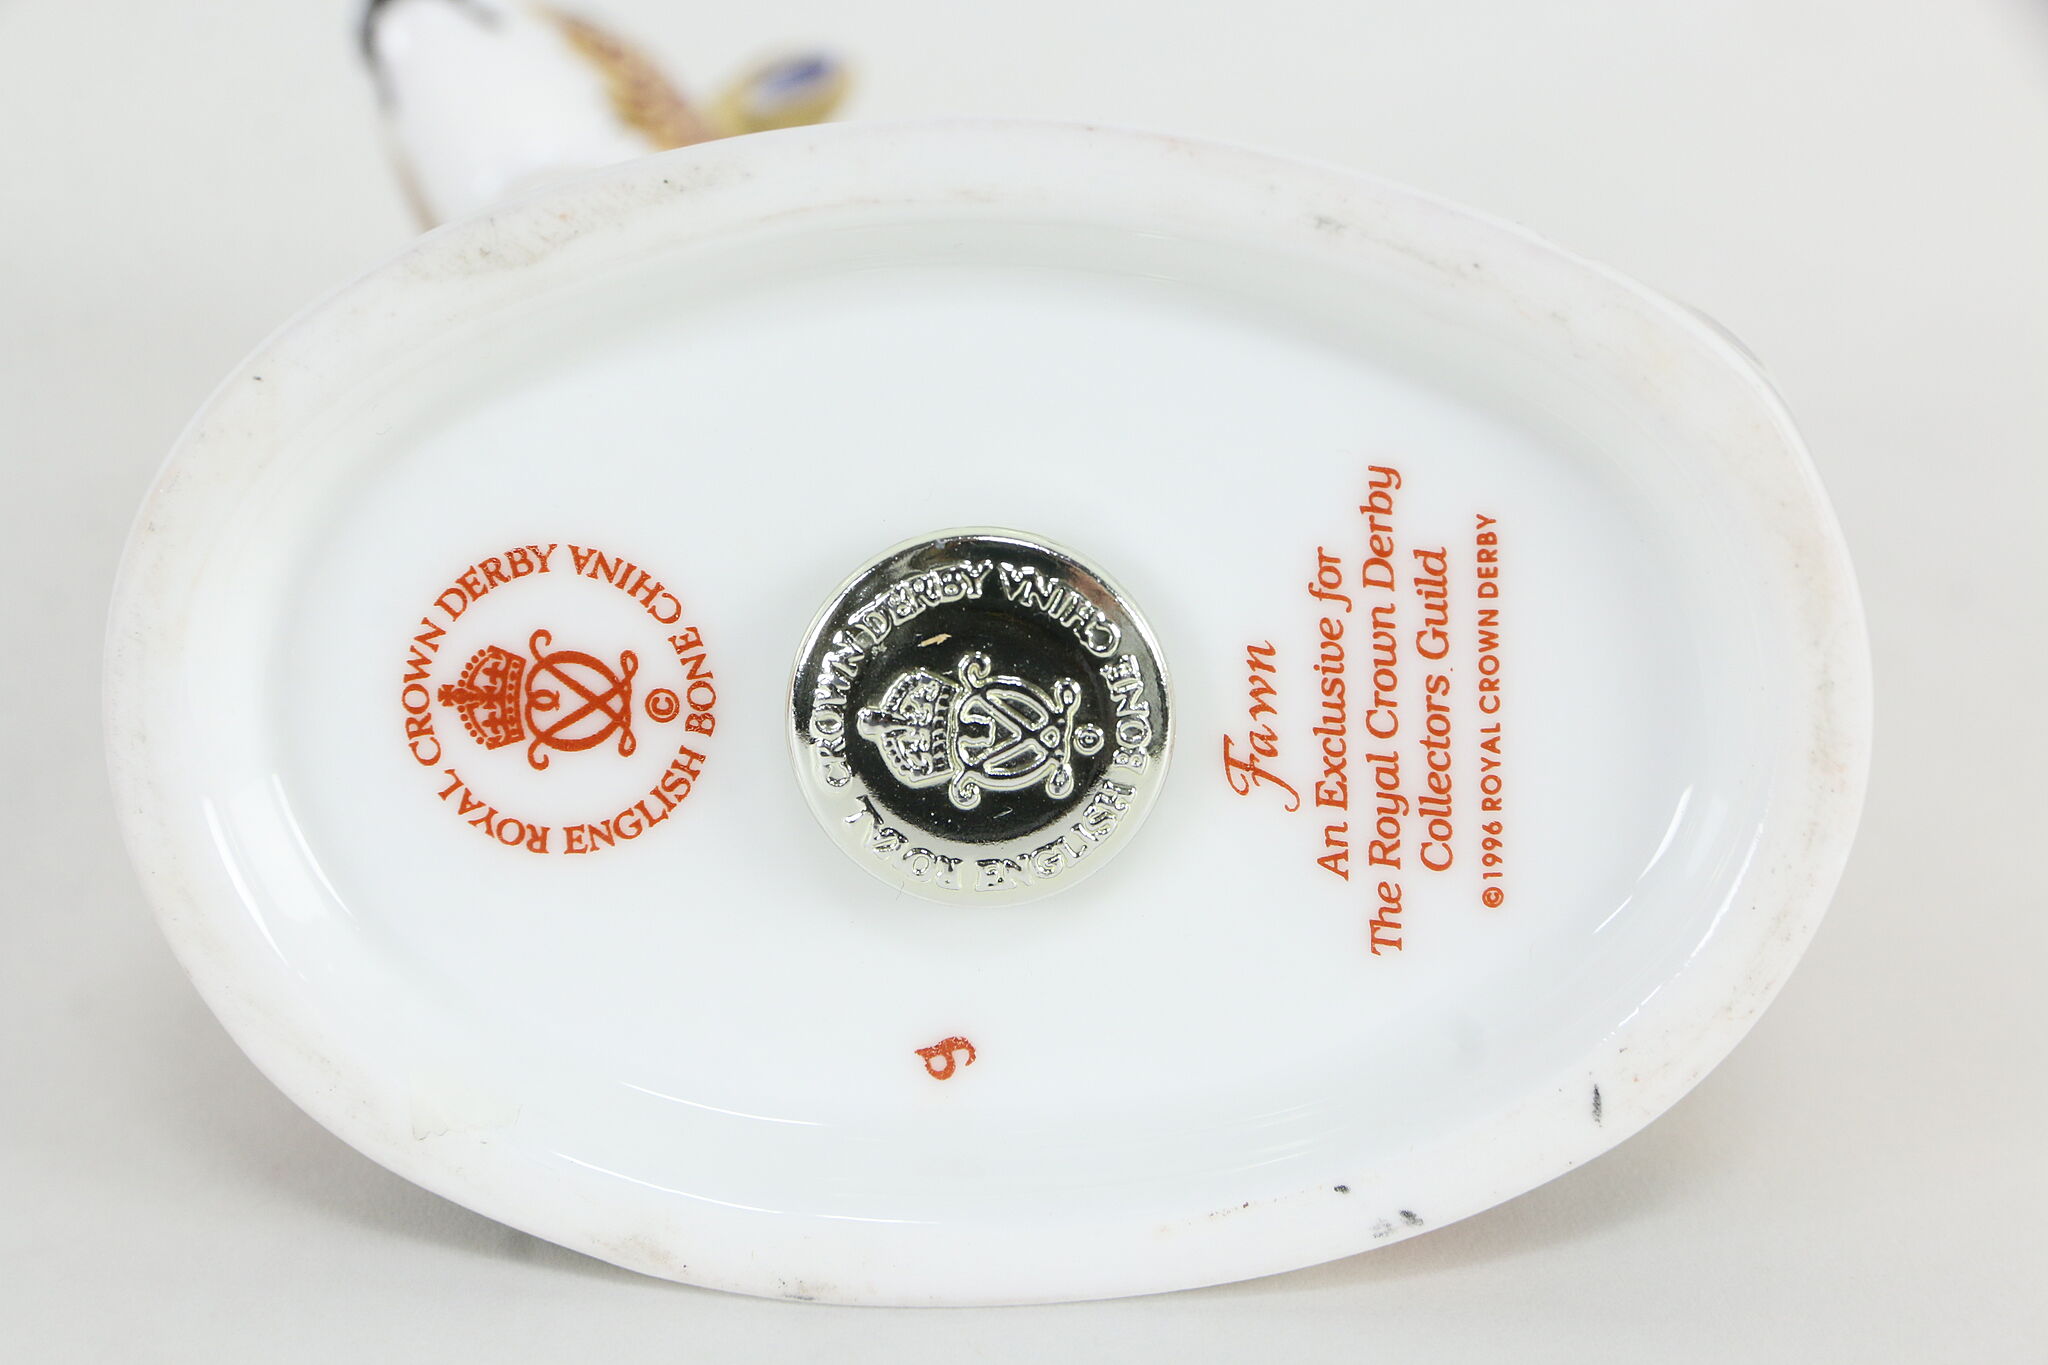 ROYAL CROWN DERBY
ENGLISH BONE CHINA
©
ROYAL CROWN DERBY
ENGLISH BONE CHINA
©
Fawn
An Exclusive for
The Royal Crown Derby
Collectors Guild
© 1996 ROYAL CROWN DERBY